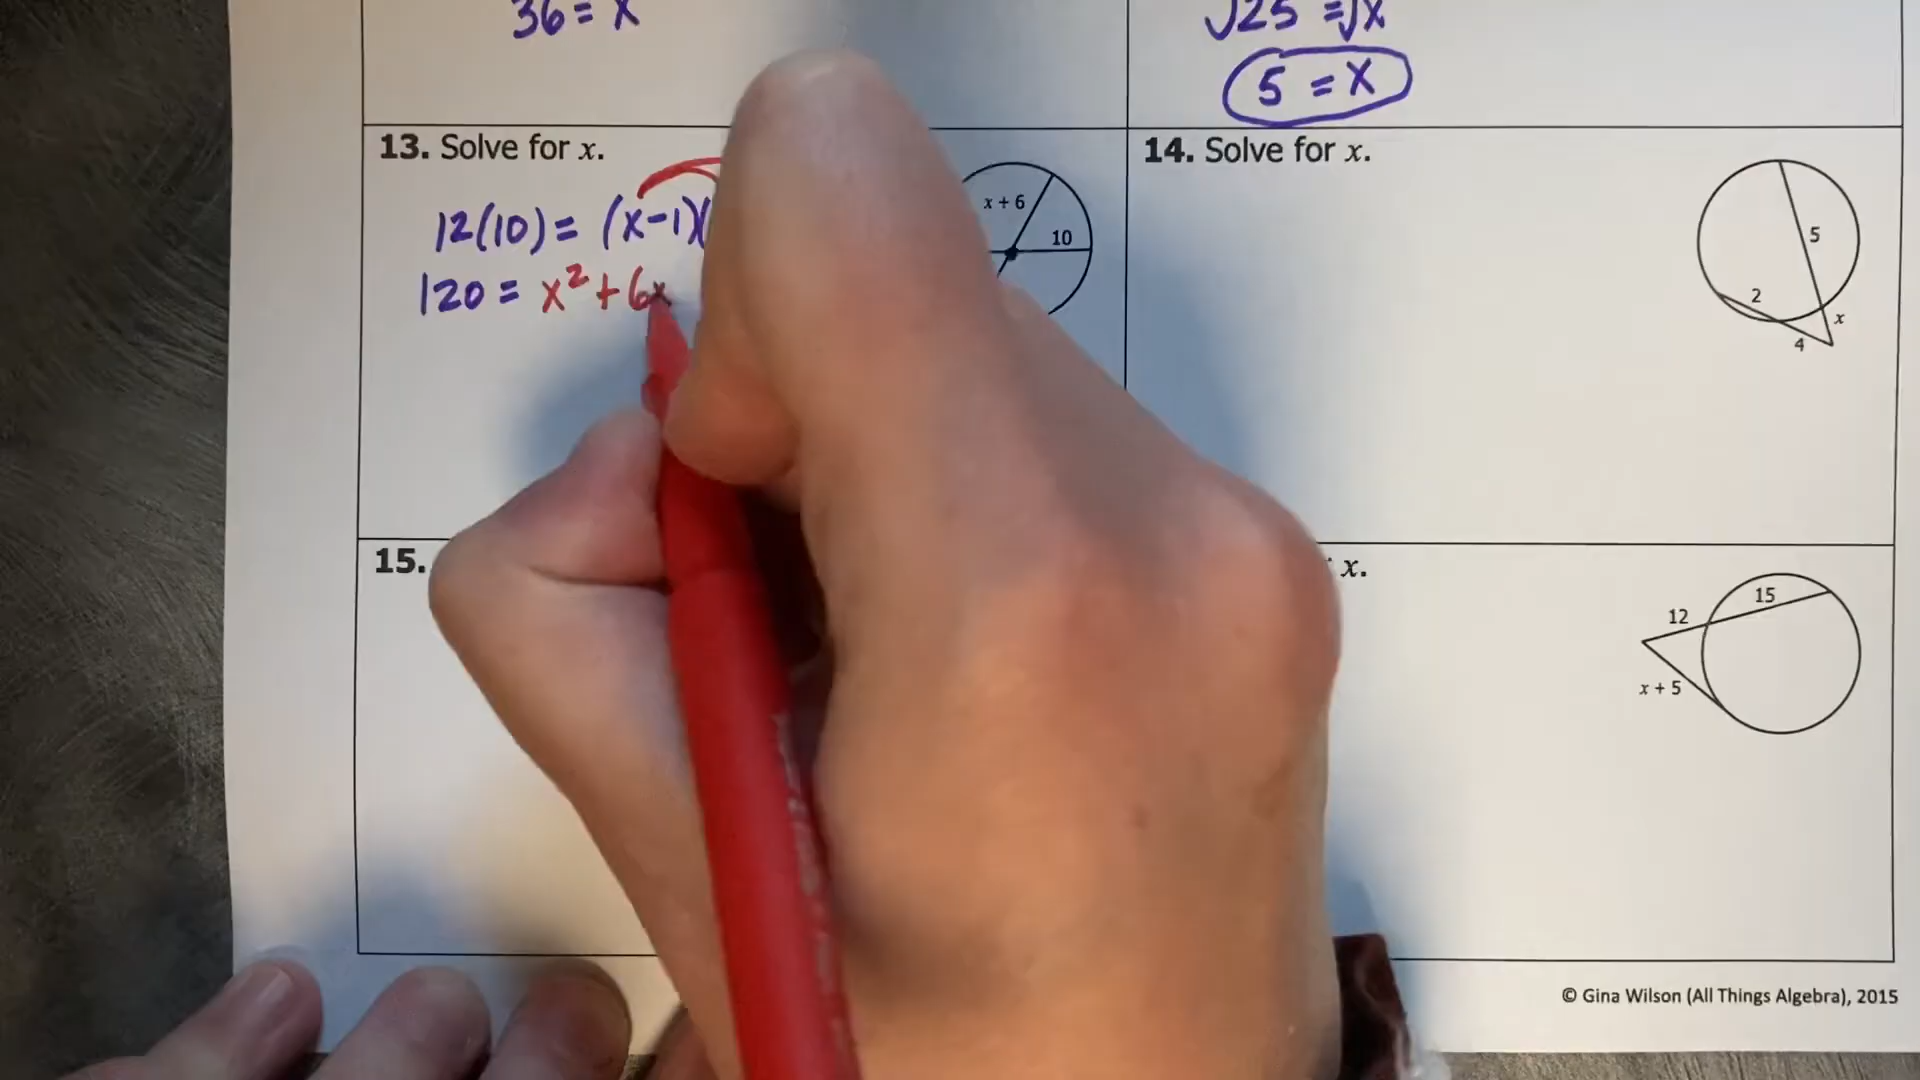 36 = x
√25 = √x
5 = x
13. Solve for x.
12(10) = (x-1)(
120 = x² + 6x
x + 6
10
14. Solve for x.
5
2
x
4
15.
x.
15
12
x + 5
© Gina Wilson (All Things Algebra), 2015